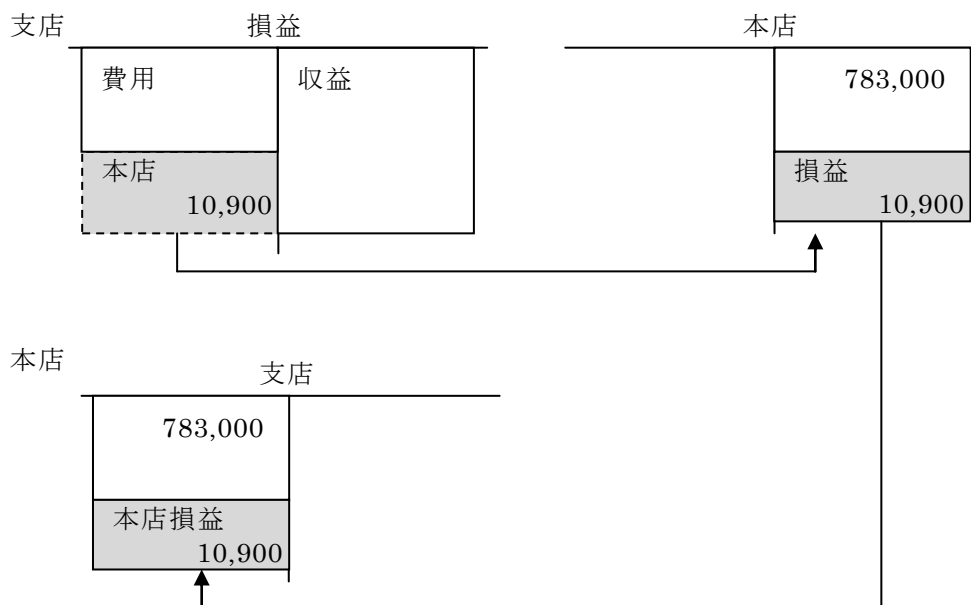 支店 損益 本店
費用 収益 783,000
本店 損益
10,900 10,900
本店 支店
783,000
本店損益
10,900